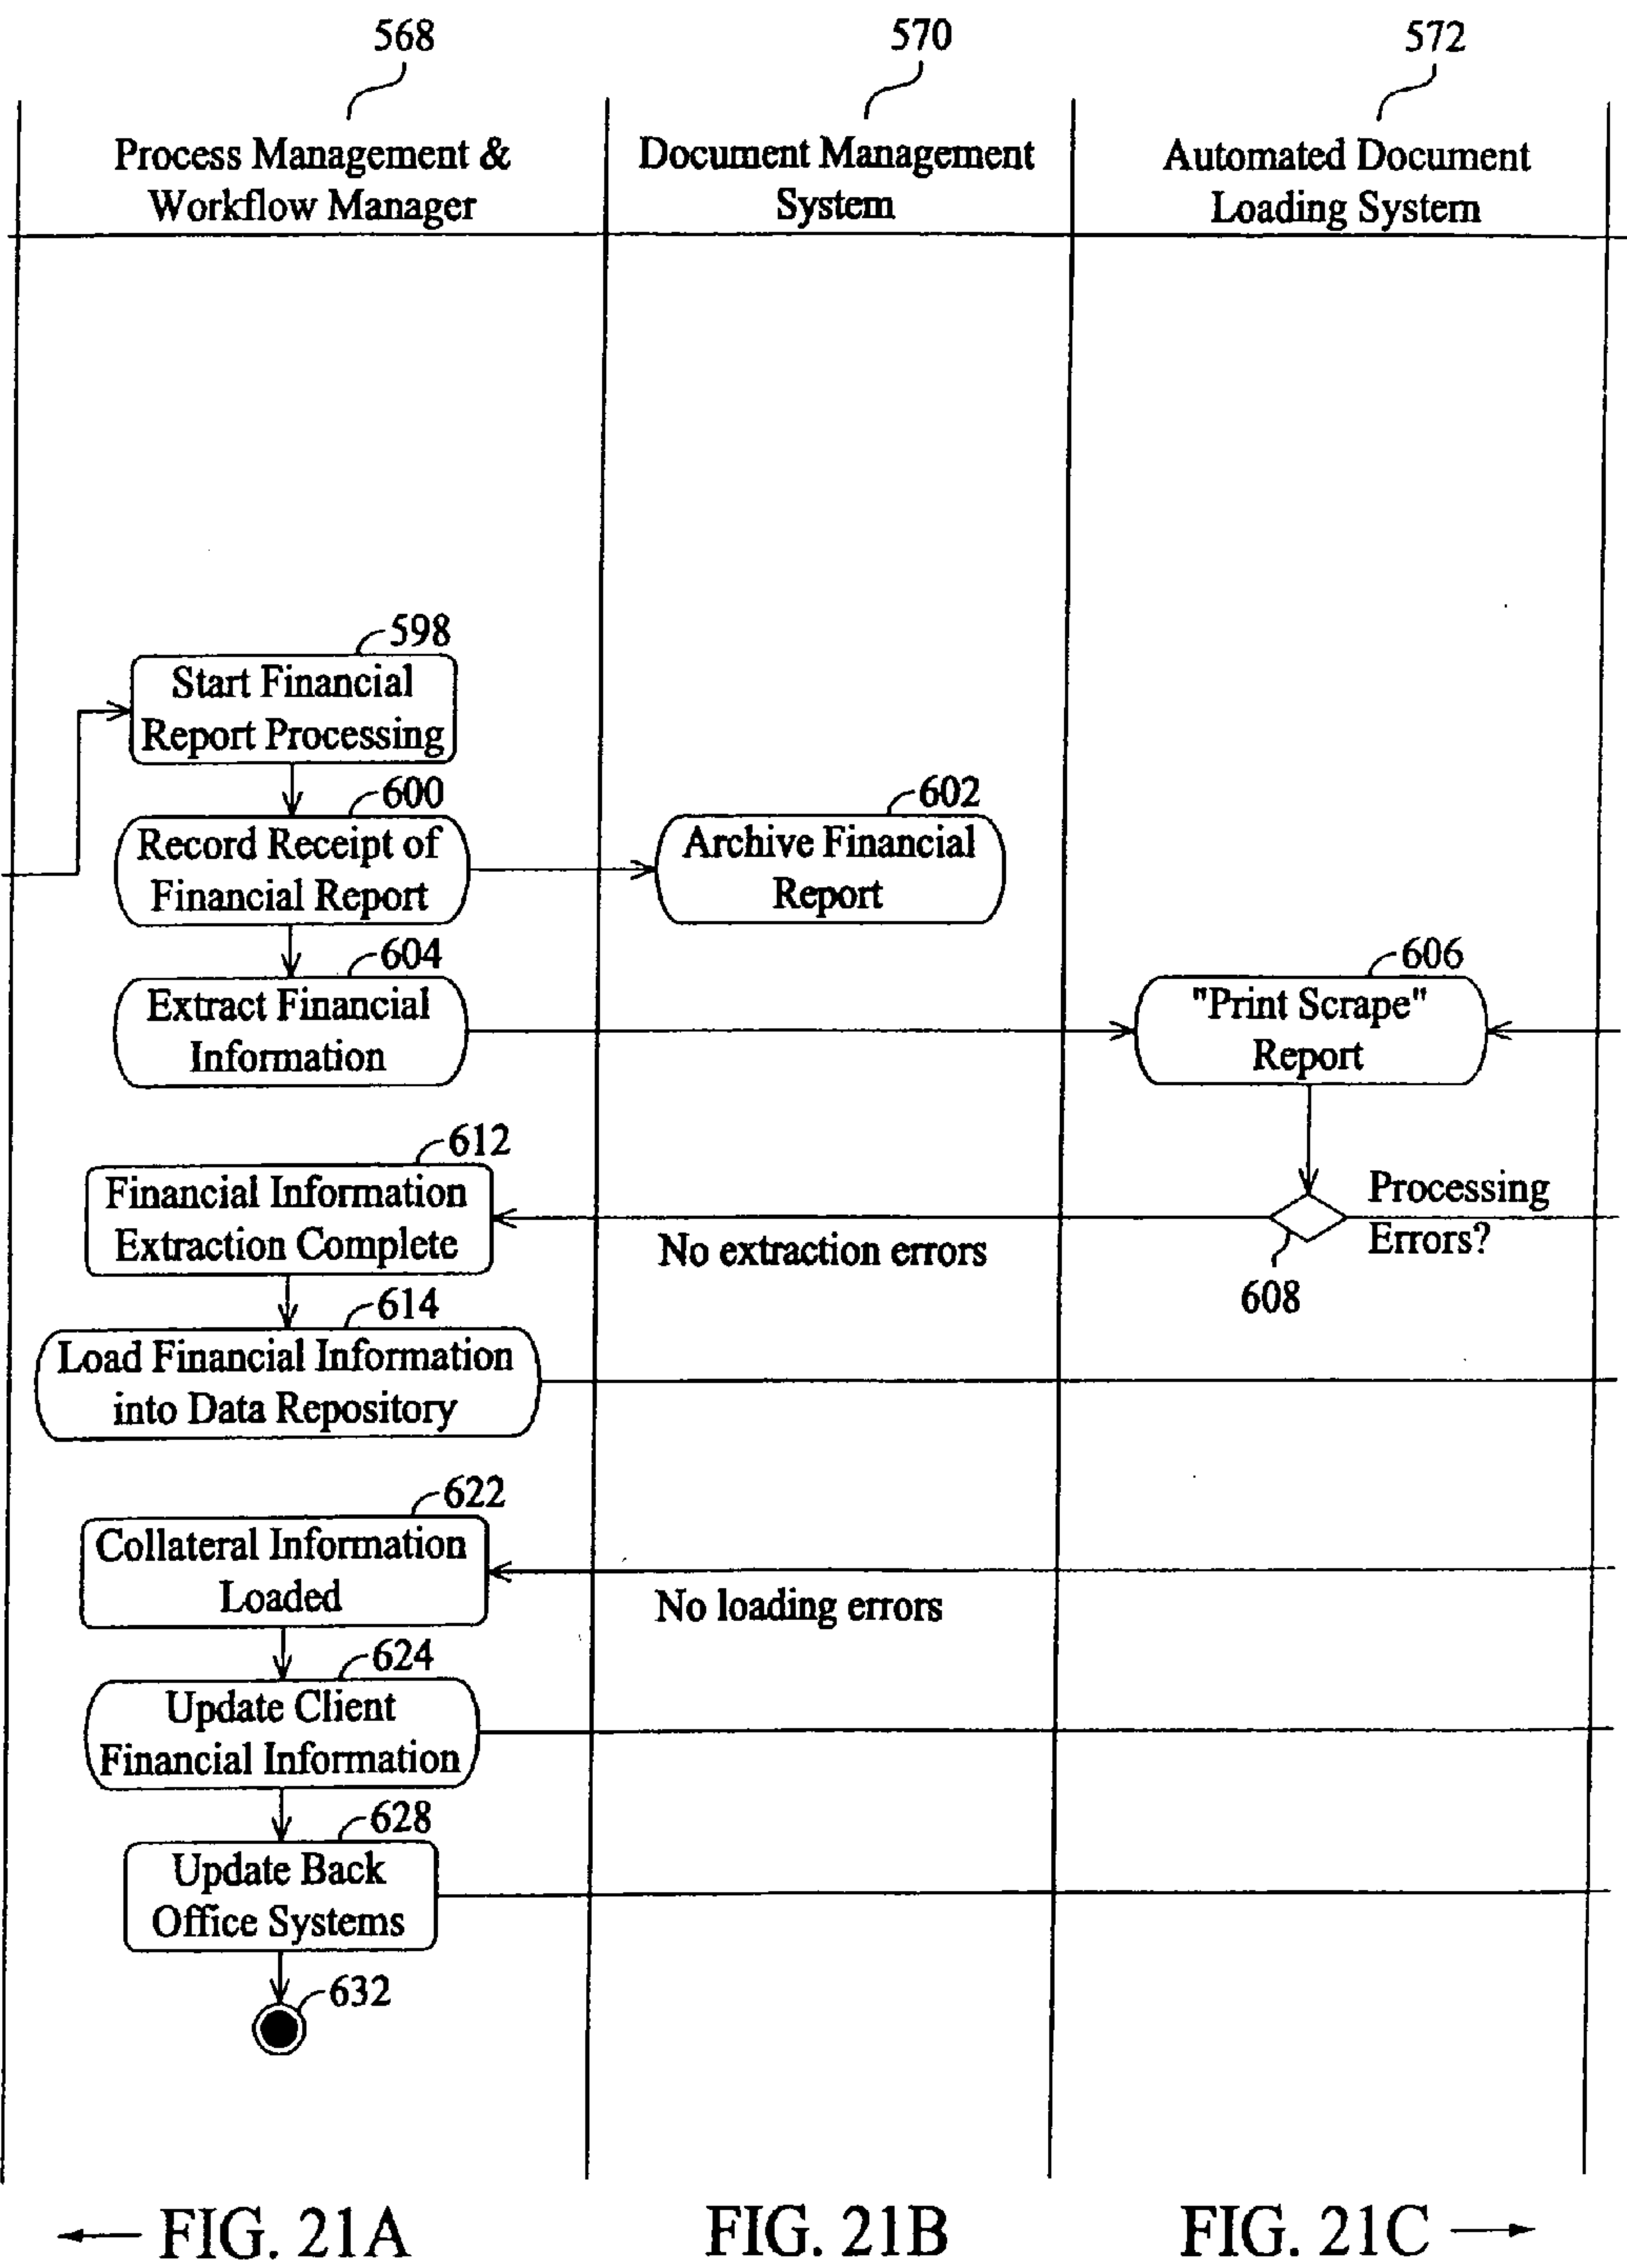 568
570
572
Process Management &
Workflow Manager
Document Management
System
Automated Document
Loading System
598
Start Financial
Report Processing
600
Record Receipt of
Financial Report
602
Archive Financial
Report
604
Extract Financial
Information
606
"Print Scrape"
Report
612
Financial Information
Extraction Complete
No extraction errors
Processing
Errors?
608
614
Load Financial Information
into Data Repository
622
Collateral Information
Loaded
No loading errors
624
Update Client
Financial Information
628
Update Back
Office Systems
632
FIG. 21A
FIG. 21B
FIG. 21C